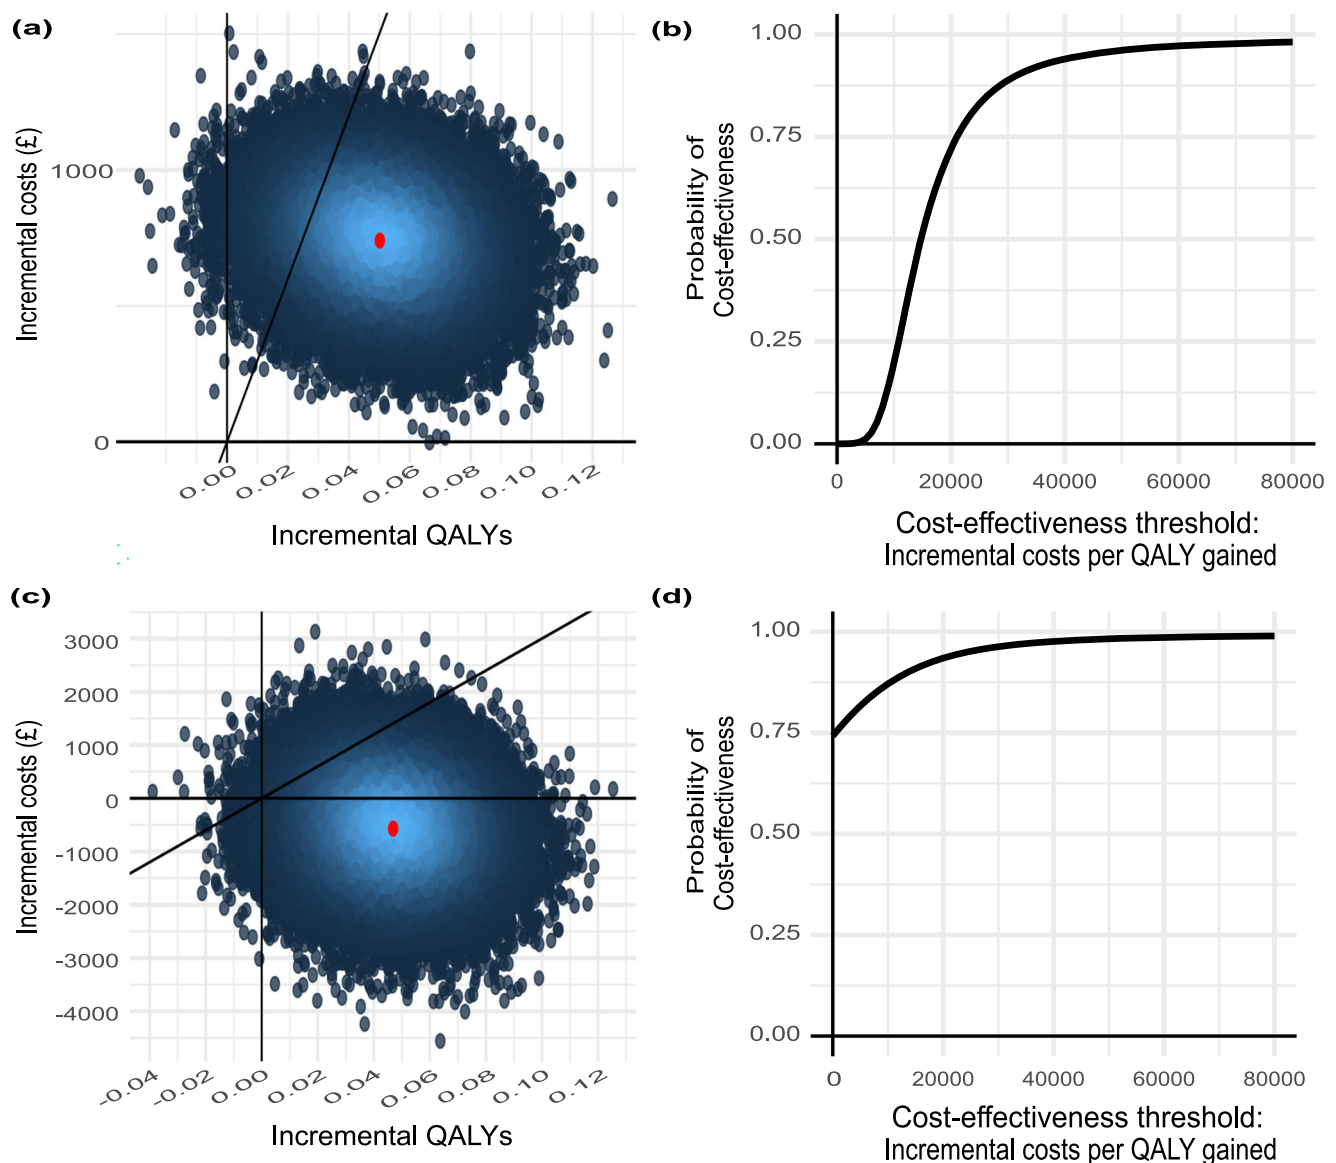 (a)
Incremental costs (£)
1000
0
0.00 0.02 0.04 0.06 0.08 0.10 0.12
Incremental QALYs
(b)
Probability of
Cost-effectiveness
1.00
0.75
0.50
0.25
0.00
0 20000 40000 60000 80000
Cost-effectiveness threshold:
Incremental costs per QALY gained
(c)
Incremental costs (£)
3000
2000
1000
0
-1000
-2000
-3000
-4000
-0.04 -0.02 0.00 0.02 0.04 0.06 0.08 0.10 0.12
Incremental QALYs
(d)
Probability of
Cost-effectiveness
1.00
0.75
0.50
0.25
0.00
0 20000 40000 60000 80000
Cost-effectiveness threshold:
Incremental costs per QALY gained